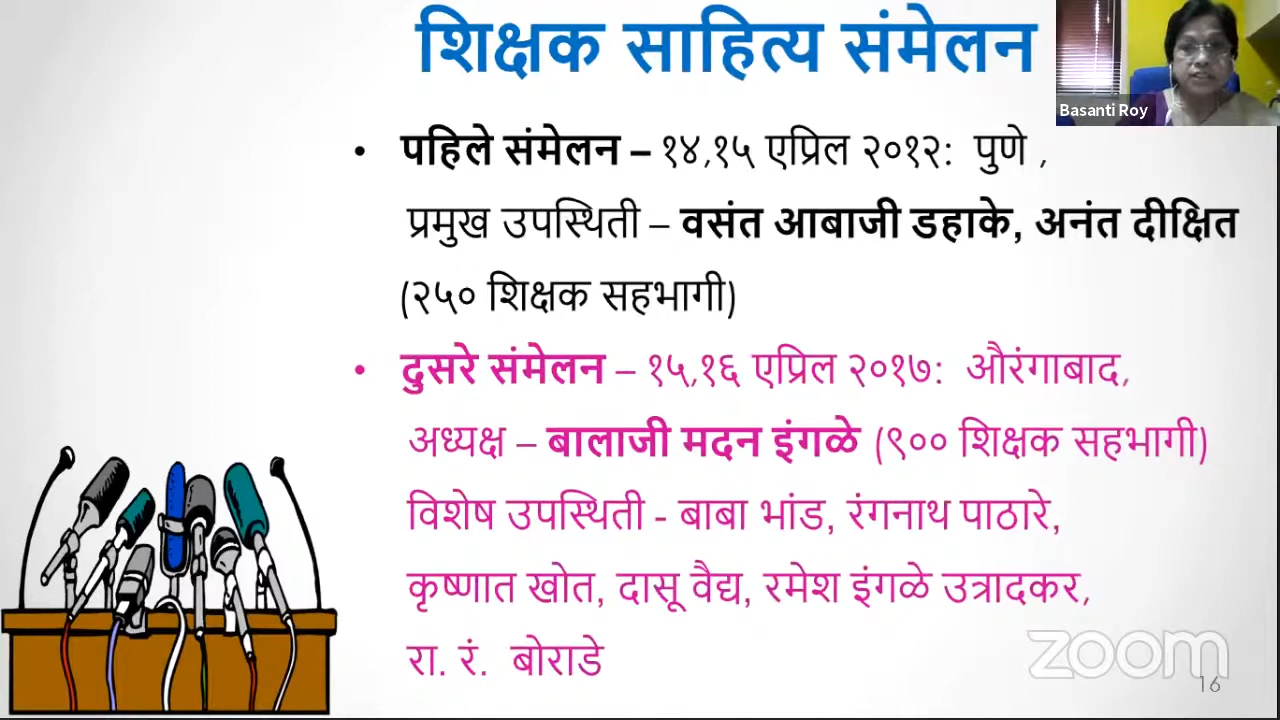 शिक्षक साहित्य संमेलन
Basanti Roy
• पहिले संमेलन – १४,१५ एप्रिल २०१२: पुणे ,
प्रमुख उपस्थिती – वसंत आबाजी डहाके, अनंत दीक्षित
(२५० शिक्षक सहभागी)
• दुसरे संमेलन – १५,१६ एप्रिल २०१७: औरंगाबाद,
अध्यक्ष – बालाजी मदन इंगळे (९०० शिक्षक सहभागी)
विशेष उपस्थिती - बाबा भांड, रंगनाथ पाठारे,
कृष्णात खोत, दासू वैद्य, रमेश इंगळे उत्रादकर,
रा. रं. बोराडे
zoom
16